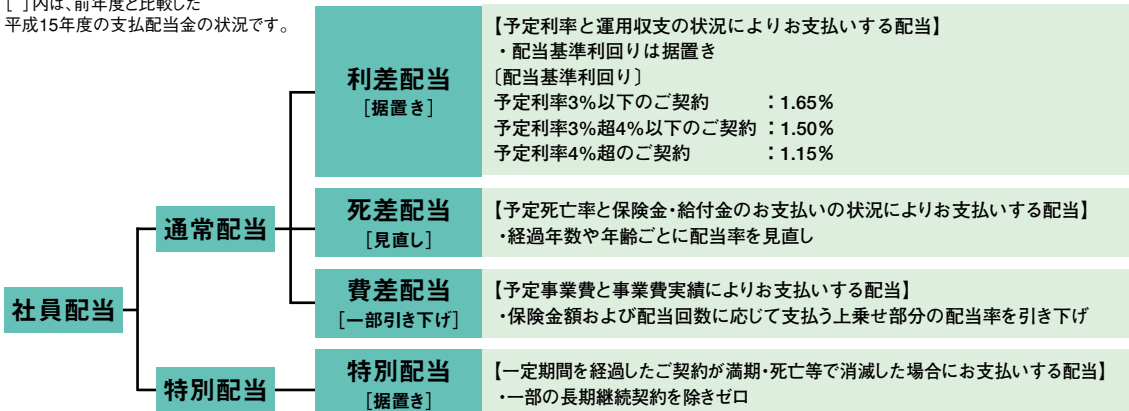 [ ]内は、前年度と比較した
平成15年度の支払配当金の状況です。
社員配当
通常配当
利差配当
[据置き]
【予定利率と運用収支の状況によりお支払いする配当】
・配当基準利回りは据置き
〔配当基準利回り〕
予定利率3%以下のご契約 :1.65%
予定利率3%超4%以下のご契約 :1.50%
予定利率4%超のご契約 :1.15%
死差配当
[見直し]
【予定死亡率と保険金・給付金のお支払いの状況によりお支払いする配当】
・経過年数や年齢ごとに配当率を見直し
費差配当
[一部引き下げ]
【予定事業費と事業費実績によりお支払いする配当】
・保険金額および配当回数に応じて支払う上乗せ部分の配当率を引き下げ
特別配当
特別配当
[据置き]
【一定期間を経過したご契約が満期・死亡等で消滅した場合にお支払いする配当】
・一部の長期継続契約を除きゼロ